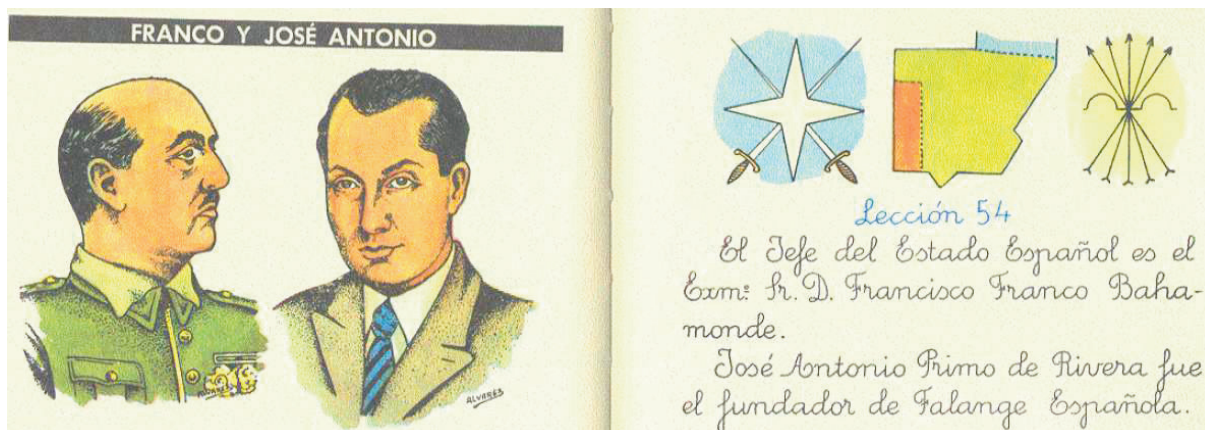 FRANCO Y JOSÉ ANTONIO
ALVARES
Lección 54
El Jefe del Estado Español es el
Exmº Sr. D. Francisco Franco Baha-
monde.
José Antonio Primo de Rivera fue
el fundador de Falange Española.